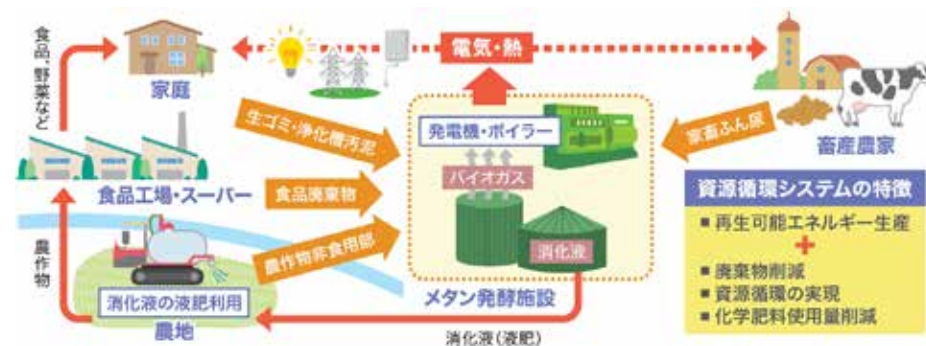 食品、野菜など
家庭
電気・熱
生ゴミ・浄化槽汚泥
発電機・ボイラー
家畜ふん尿
畜産農家
食品工場・スーパー
食品廃棄物
バイオガス
資源循環システムの特徴
■ 再生可能エネルギー生産
+
■ 廃棄物削減
■ 資源循環の実現
■ 化学肥料使用量削減
農作物
農作物非食用部
消化液
消化液の液肥利用
農地
メタン発酵施設
消化液(液肥)